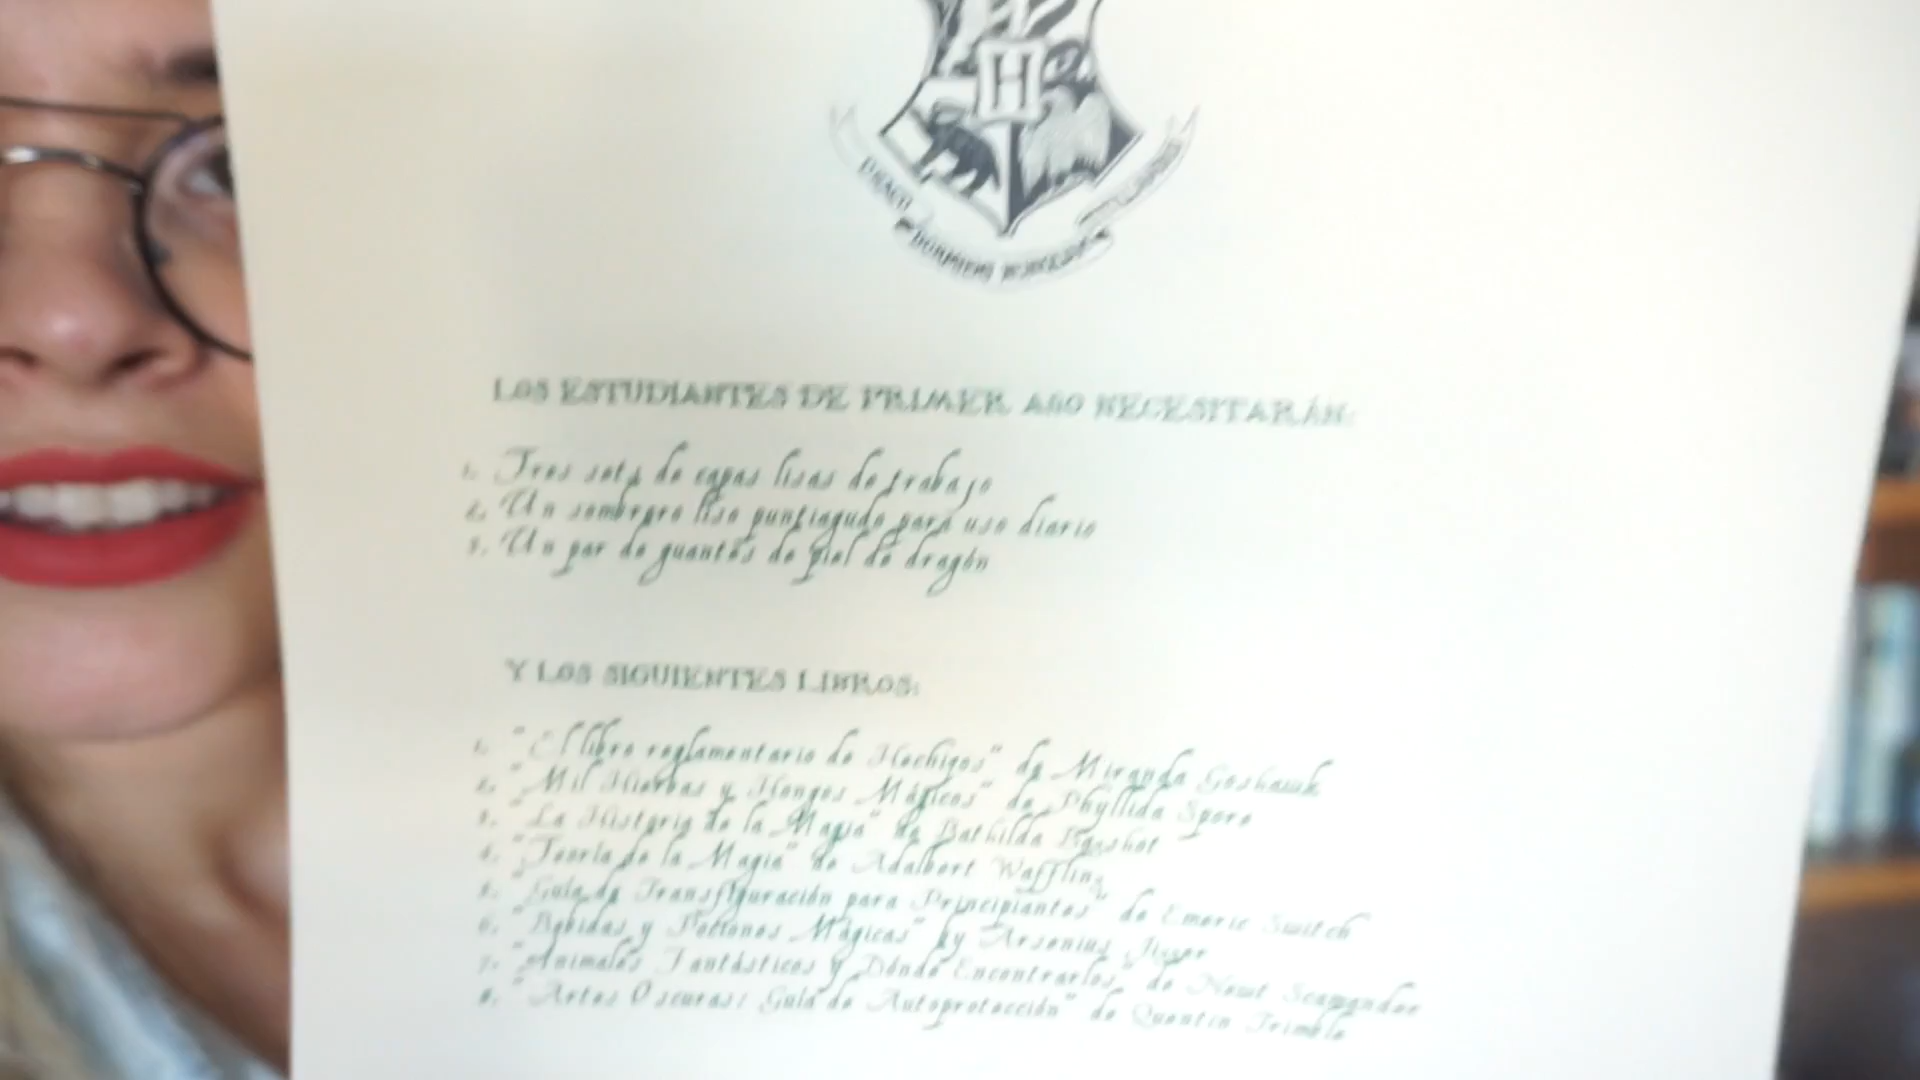 H
DRACO
DORMIENS NUNQUAM
LOS ESTUDIANTES DE PRIMER AñO NECESITARÁN:
1. Tres sets de capas lisas de trabajo
2. Un sombrero liso puntiagudo para uso diario
3. Un par de guantes de piel de dragón
Y LOS SIGUIENTES LIBROS:
1. "El libro reglamentario de Hechizos" de Miranda Goshawk
2. "Mil Hierbas y Hongos Mágicos" de Phyllida Spore
3. "La Historia de la Magia" de Bathilda Bagshot
4. "Teoría de la Magia" de Adalbert Waffling
5. "Guía de Transfiguración para Principiantes" de Emeric Switch
6. "Bebidas y Pociones Mágicas" by Arsenius Jigger
7. "Animales Fantásticos y Dónde Encontrarlos" de Newt Scamander
8. "Artes Oscuras: Guía de Autoprotección" de Quentin Trimble